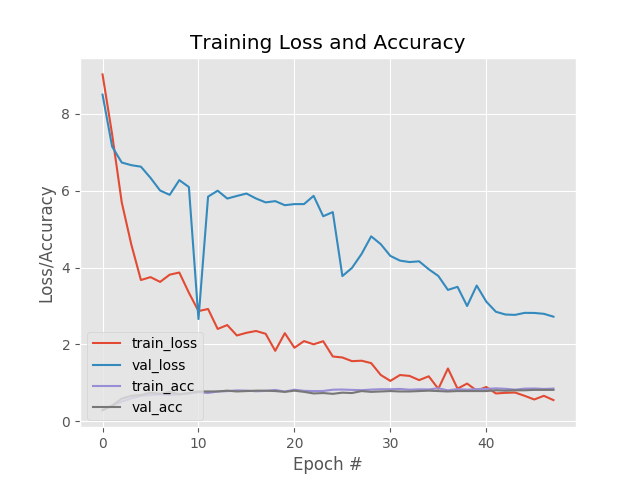 Training Loss and Accuracy
Loss/Accuracy
8
6
4
2
0
train_loss
val_loss
train_acc
val_acc
0 10 20 30 40
Epoch #